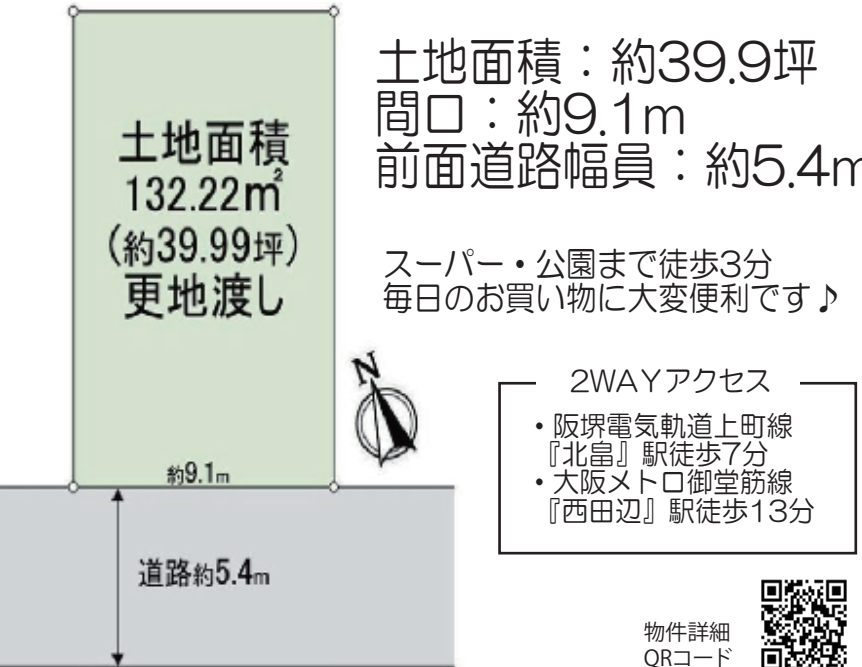 土地面積
132.22㎡
(約39.99坪)
更地渡し
約9.1m
道路約5.4m
土地面積：約39.9坪
間口：約9.1m
前面道路幅員：約5.4m
スーパー・公園まで徒歩3分
毎日のお買い物に大変便利です♪
N
2WAYアクセス
・阪堺電気軌道上町線
『北畠』駅徒歩7分
・大阪メトロ御堂筋線
『西田辺』駅徒歩13分
物件詳細
QRコード